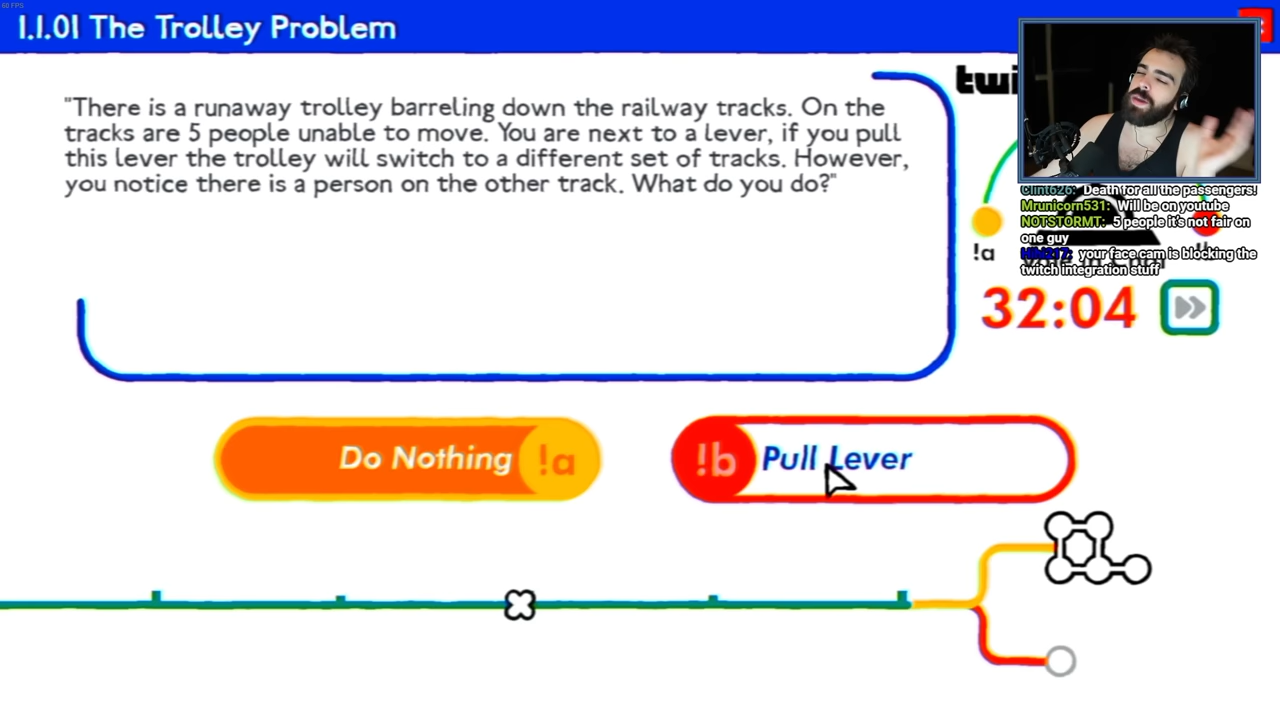 60 FPS
1.1.01 The Trolley Problem
"There is a runaway trolley barreling down the railway tracks. On the
tracks are 5 people unable to move. You are next to a lever, if you pull
this lever the trolley will switch to a different set of tracks. However,
you notice there is a person on the other track. What do you do?"
twi
Clint626: Death for all the passengers!
Mrunicorn531: Will be on youtube
NOTSTORMT: 5 people it's not fair on
one guy
your face cam is blocking the
twitch integration stuff
!a
32:04
Do Nothing !a
!b Pull Lever